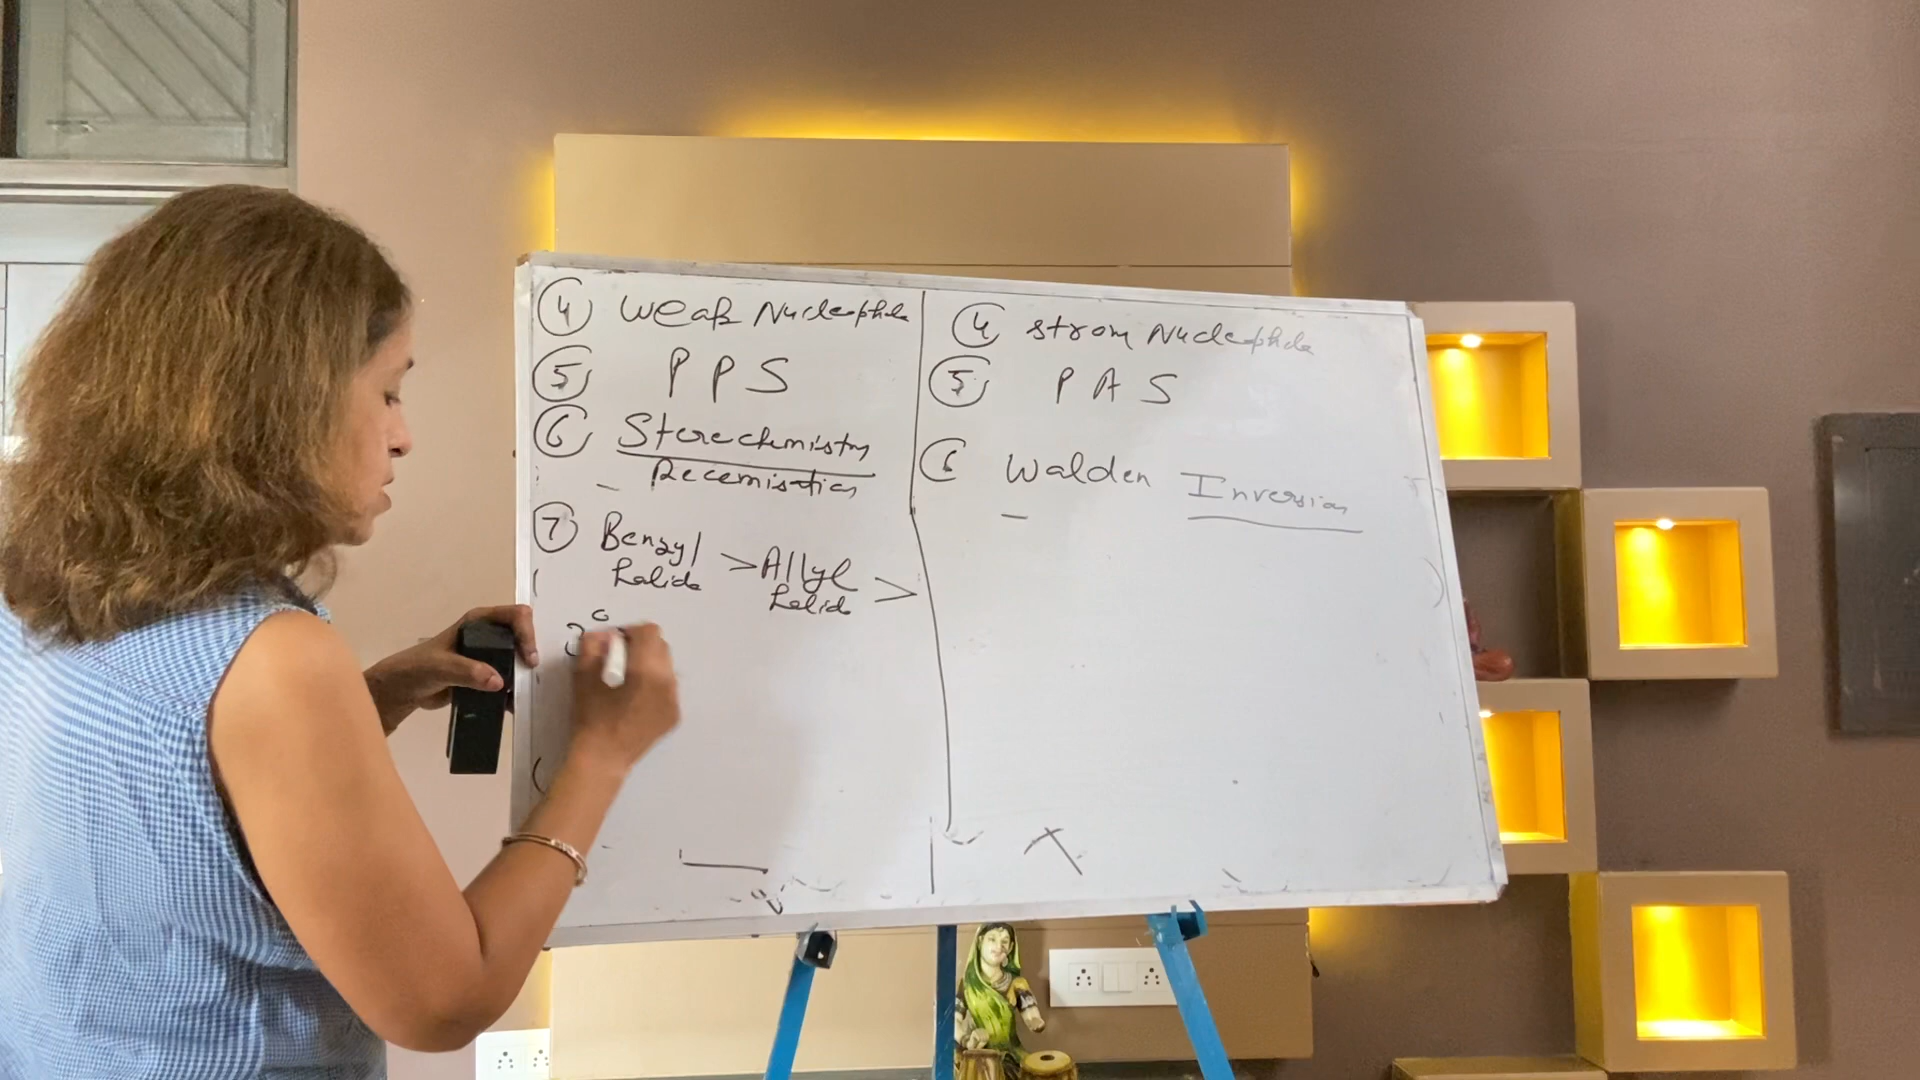 4 Weak Nucleophile
5 PPS
6 Sterechemistry
Recemisation
7 Benzyl > Allyl >
halide halide
3°
4 strong Nucleophile
5 PAS
6 Walden Inversion